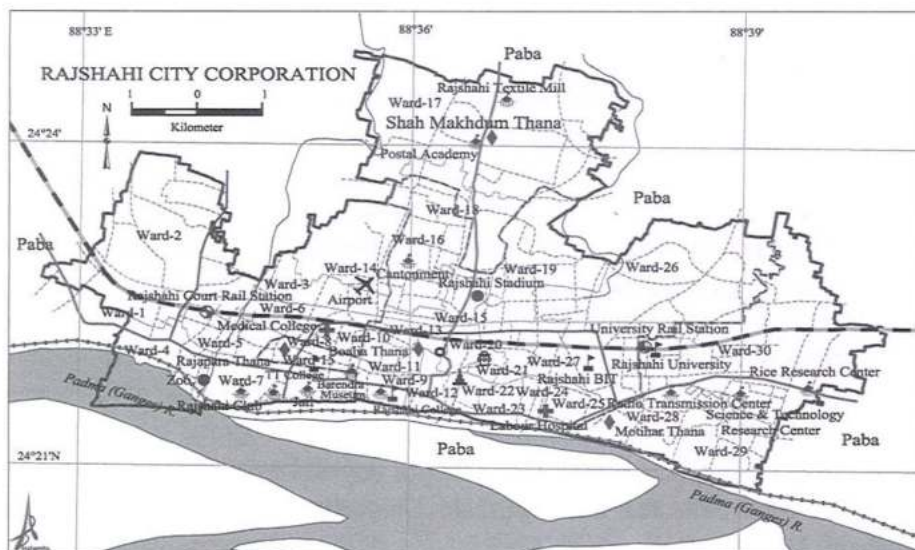 88°33' E
88°36'
88°39'
Paba
RAJSHAHI CITY CORPORATION
1 0 1
Kilometer
N
Rajshahi Textile Mill
Ward-17
Shah Makhdum Thana
24°24'
Postal Academy
Paba
Paba
Ward-18
Ward-2
Ward-16
Paba
Ward-14
Cantonment
Ward-19
Ward-26
Ward-3
Airport
Rajshahi Stadium
Rajshahi Court Rail Station
Ward-1
Ward-6
Ward-15
Medical College
Ward-13
University Rail Station
Ward-4
Ward-5
Ward-8
Ward-10
Boalia Thana
Ward-20
Ward-30
Rajapara Thana
Ward-15
Ward-11
Ward-21
Ward-27
Rajshahi University
TT College
Rajshahi BIT
Rice Research Center
Zoo
Ward-7
Barendra Museum
Ward-9
Ward-12
Ward-22
Ward-24
Radio Transmission Center
Padma (Ganges) R.
Rajshahi Club
Jail
Rajshahi College
Ward-23
Ward-25
Ward-28
Science & Technology
Research Center
Labour Hospital
Motihar Thana
24°21'N
Paba
Ward-29
Paba
Padma (Ganges) R.